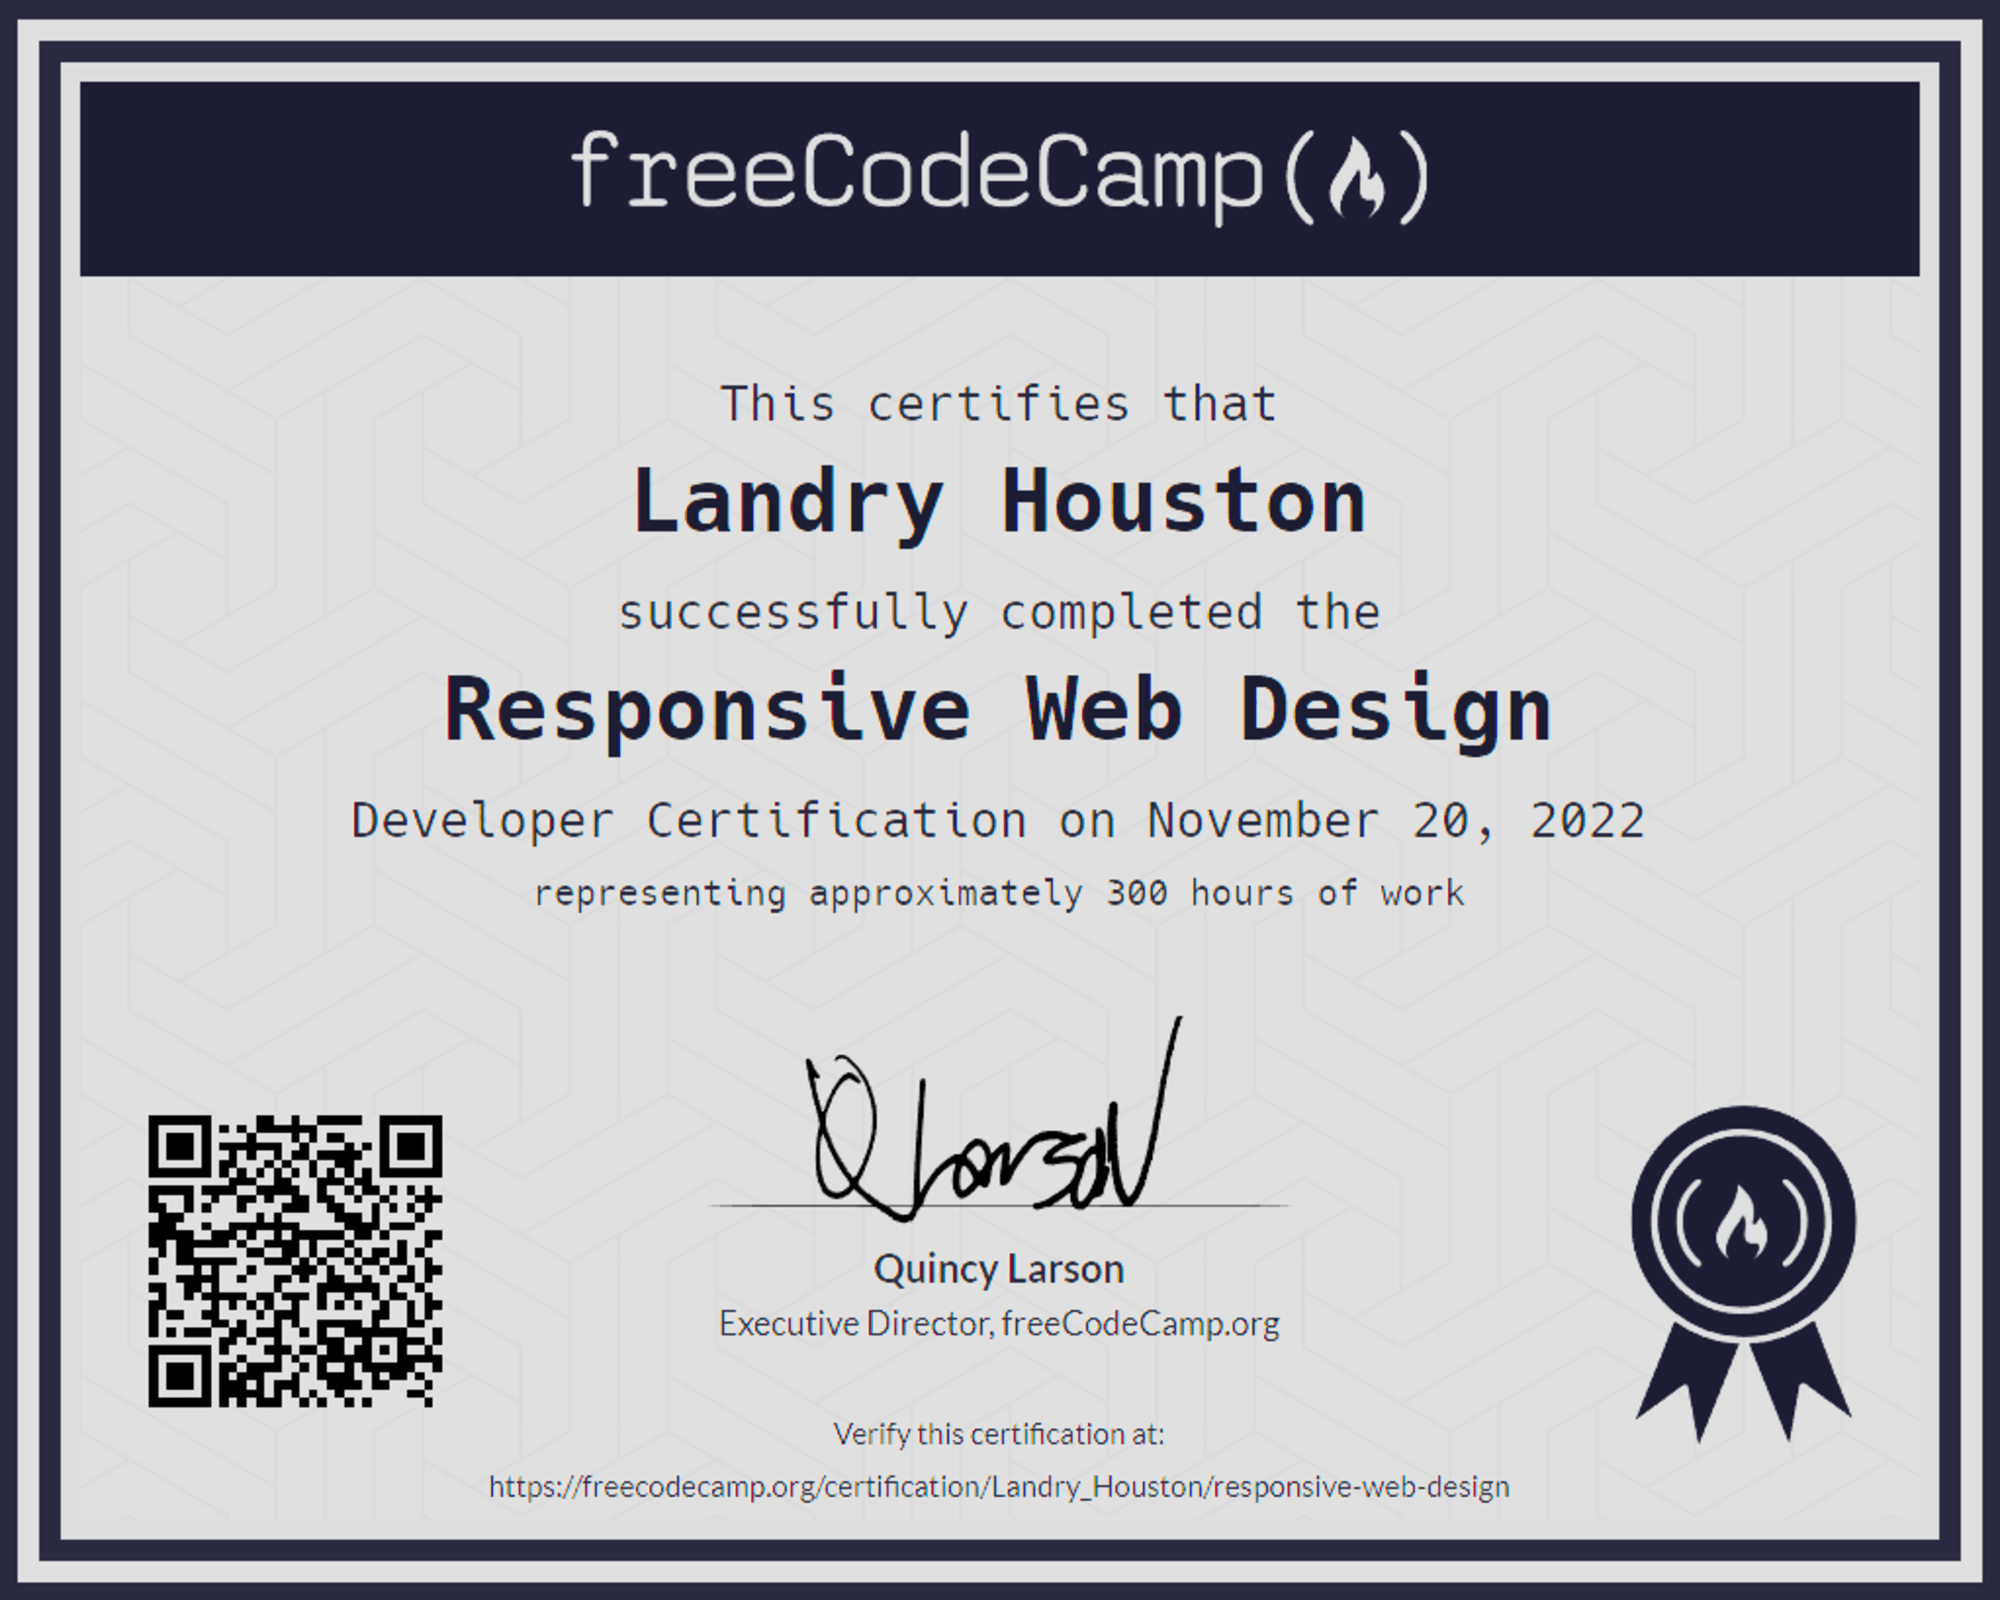 freeCodeCamp
This certifies that
Landry Houston
successfully completed the
Responsive Web Design
Developer Certification on November 20, 2022
representing approximately 300 hours of work
Q Larson
Quincy Larson
Executive Director, freeCodeCamp.org
Verify this certification at:
https://freecodecamp.org/certification/Landry_Houston/responsive-web-design